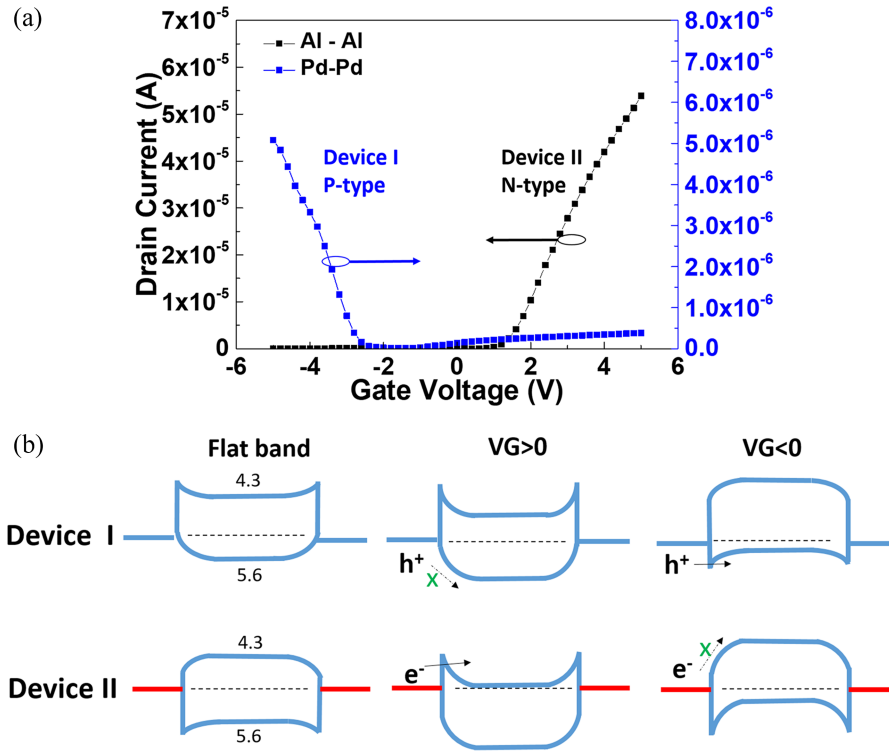 (a)
7x10-5
6x10-5
5x10-5
4x10-5
3x10-5
2x10-5
1x10-5
0
Drain Current (A)
Al - Al
Pd-Pd
Device I
P-type
Device II
N-type
8.0x10-6
7.0x10-6
6.0x10-6
5.0x10-6
4.0x10-6
3.0x10-6
2.0x10-6
1.0x10-6
0.0
-6 -4 -2 0 2 4 6
Gate Voltage (V)
(b)
Flat band VG>0 VG<0
4.3
Device I
5.6
h+
X
h+
4.3
Device II
5.6
e-
e-
X